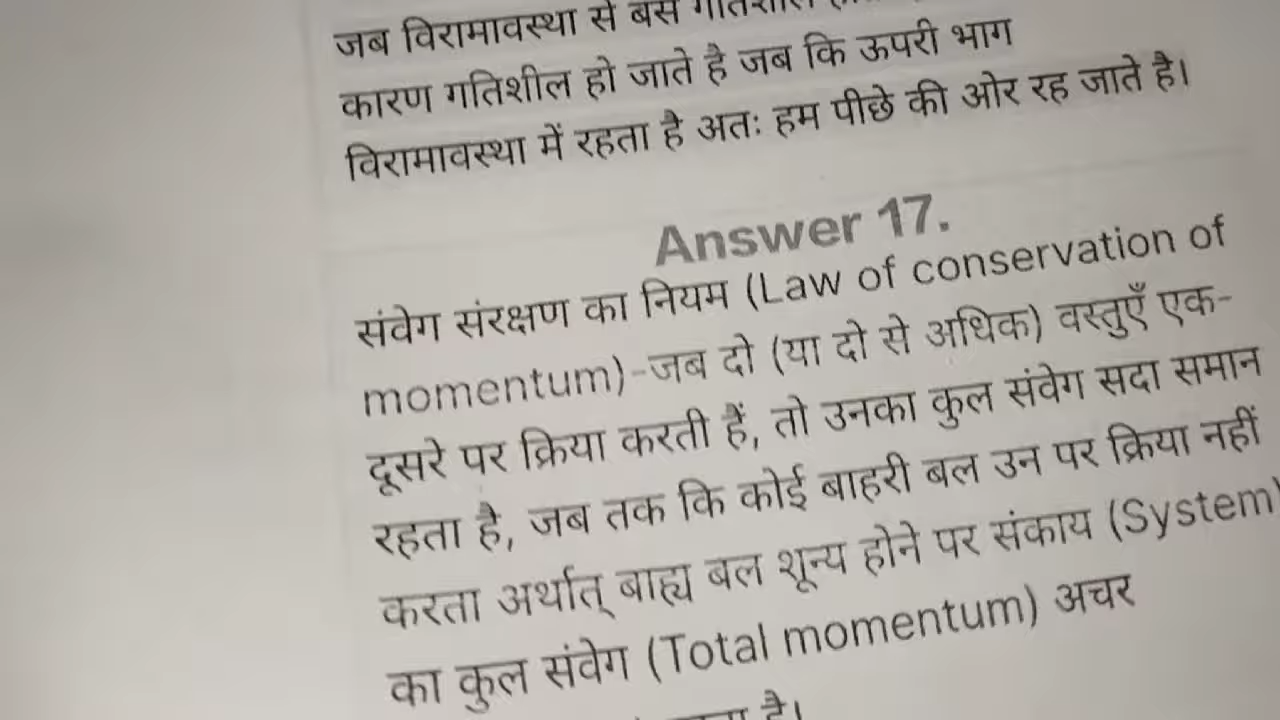 जब विरामावस्था से बस
कारण गतिशील हो जाते है जब कि ऊपरी भाग
विरामावस्था में रहता है अतः हम पीछे की ओर रह जाते है।
Answer 17.
संवेग संरक्षण का नियम (Law of conservation of
momentum)-जब दो (या दो से अधिक) वस्तुएँ एक-
दूसरे पर क्रिया करती हैं, तो उनका कुल संवेग सदा समान
रहता है, जब तक कि कोई बाहरी बल उन पर क्रिया नहीं
करता अर्थात् बाह्य बल शून्य होने पर संकाय (System)
का कुल संवेग (Total momentum) अचर
है।